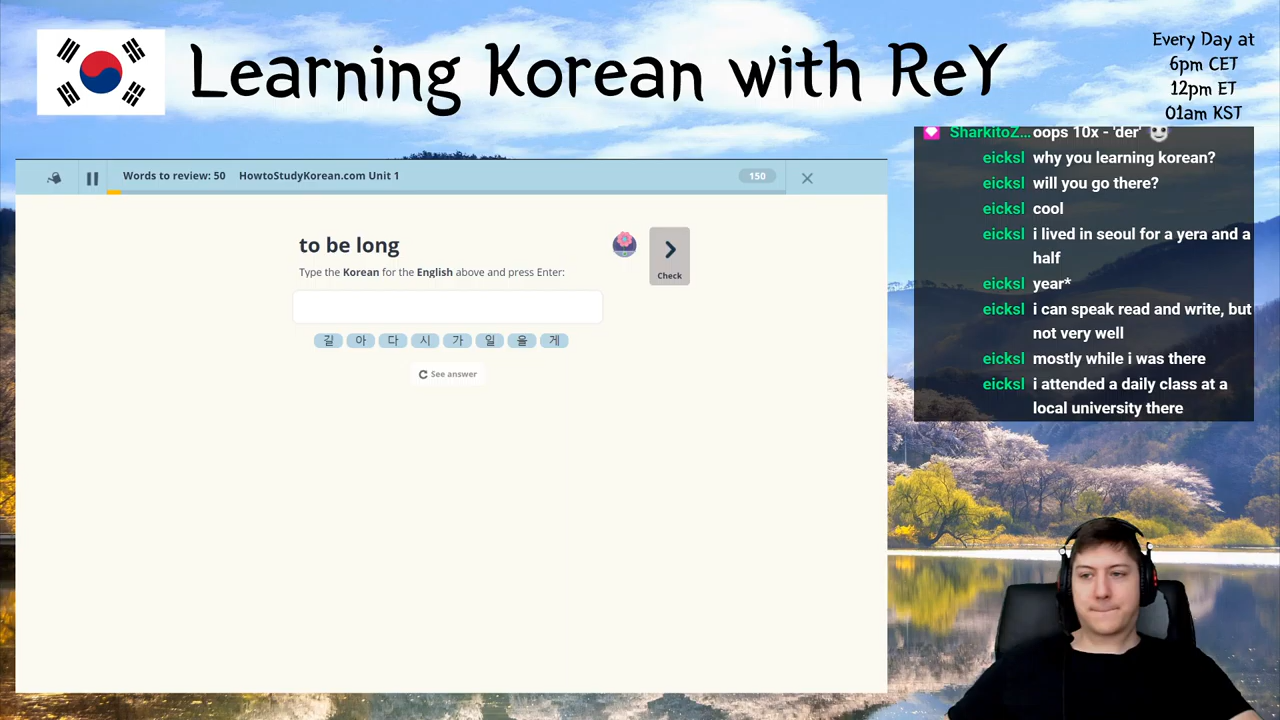 Learning Korean with ReY
Every Day at
6pm CET
12pm ET
01am KST
SharkitoZ... oops 10x - 'der'
eicksl why you learning korean?
eicksl will you go there?
eicksl cool
eicksl i lived in seoul for a yera and a
half
eicksl year*
eicksl i can speak read and write, but
not very well
eicksl mostly while i was there
eicksl i attended a daily class at a
local university there
Words to review: 50 HowtoStudyKorean.com Unit 1 150
to be long
Type the Korean for the English above and press Enter:
Check
길 아 다 시 가 일 을 게
See answer